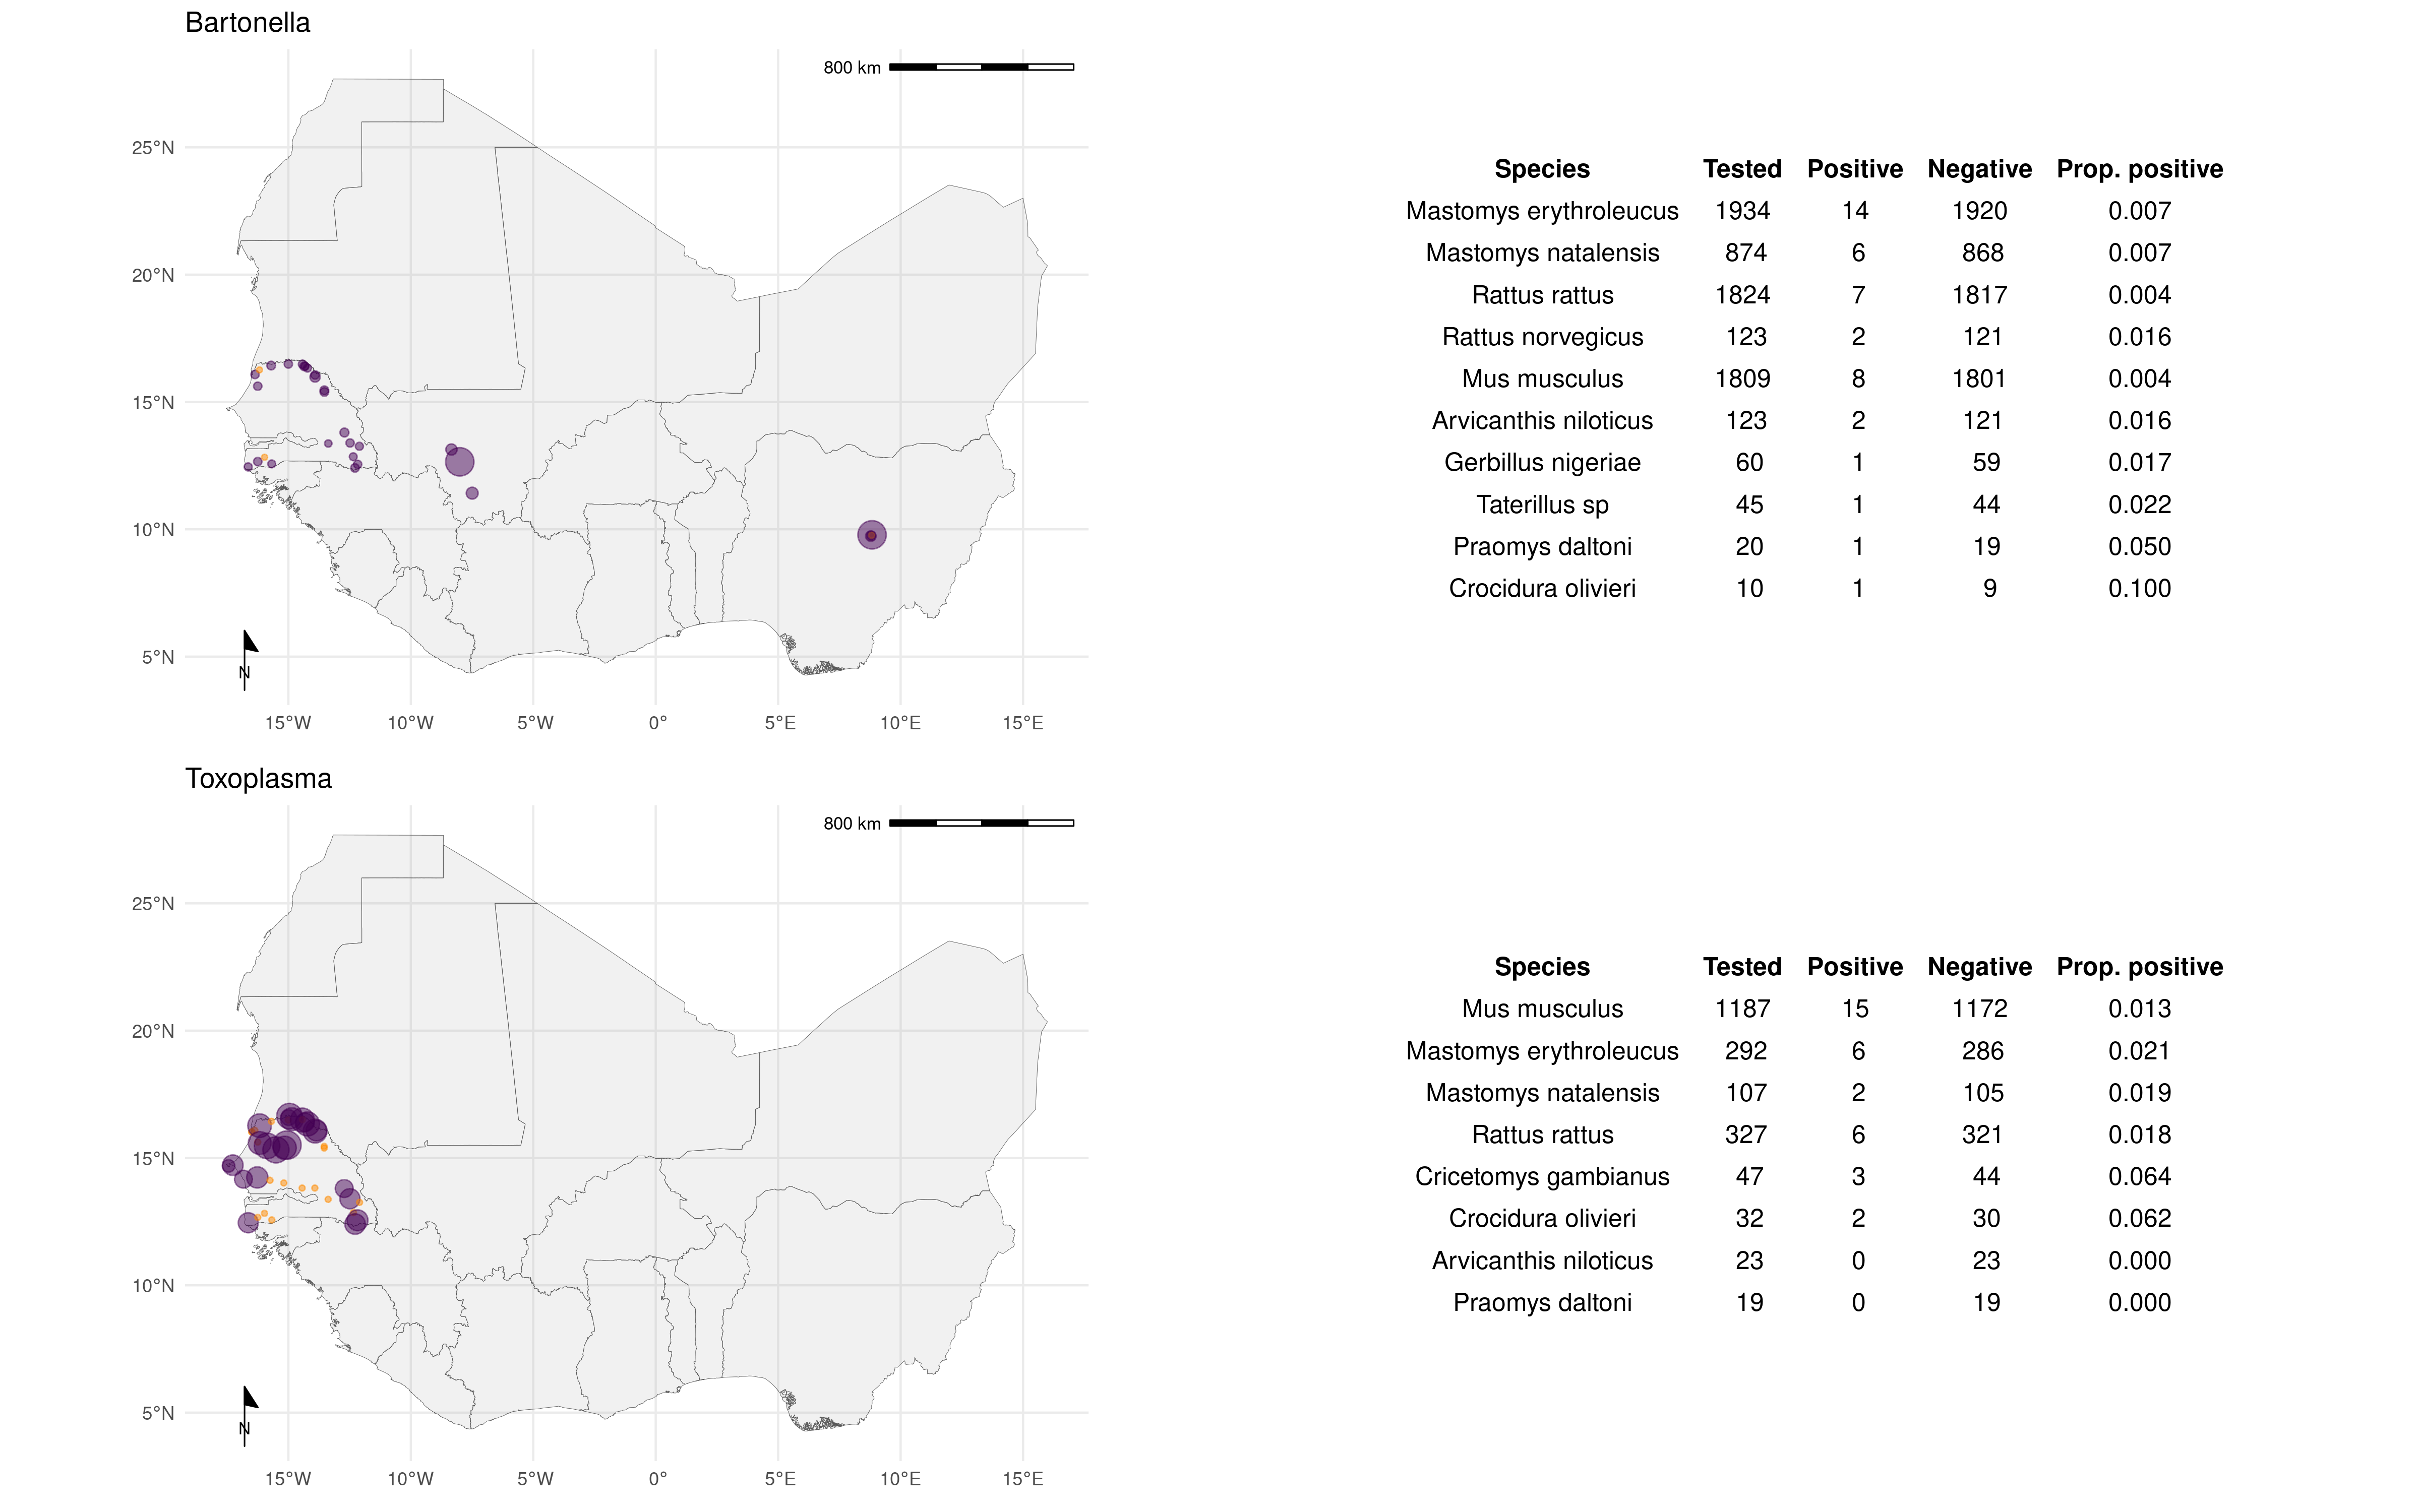 Bartonella
800 km
25°N
20°N
15°N
10°N
5°N
N
15°W 10°W 5°W 0° 5°E 10°E 15°E
Species Tested Positive Negative Prop. positive
Mastomys erythroleucus 1934 14 1920 0.007
Mastomys natalensis 874 6 868 0.007
Rattus rattus 1824 7 1817 0.004
Rattus norvegicus 123 2 121 0.016
Mus musculus 1809 8 1801 0.004
Arvicanthis niloticus 123 2 121 0.016
Gerbillus nigeriae 60 1 59 0.017
Taterillus sp 45 1 44 0.022
Praomys daltoni 20 1 19 0.050
Crocidura olivieri 10 1 9 0.100
Toxoplasma
800 km
25°N
20°N
15°N
10°N
5°N
N
15°W 10°W 5°W 0° 5°E 10°E 15°E
Species Tested Positive Negative Prop. positive
Mus musculus 1187 15 1172 0.013
Mastomys erythroleucus 292 6 286 0.021
Mastomys natalensis 107 2 105 0.019
Rattus rattus 327 6 321 0.018
Cricetomys gambianus 47 3 44 0.064
Crocidura olivieri 32 2 30 0.062
Arvicanthis niloticus 23 0 23 0.000
Praomys daltoni 19 0 19 0.000